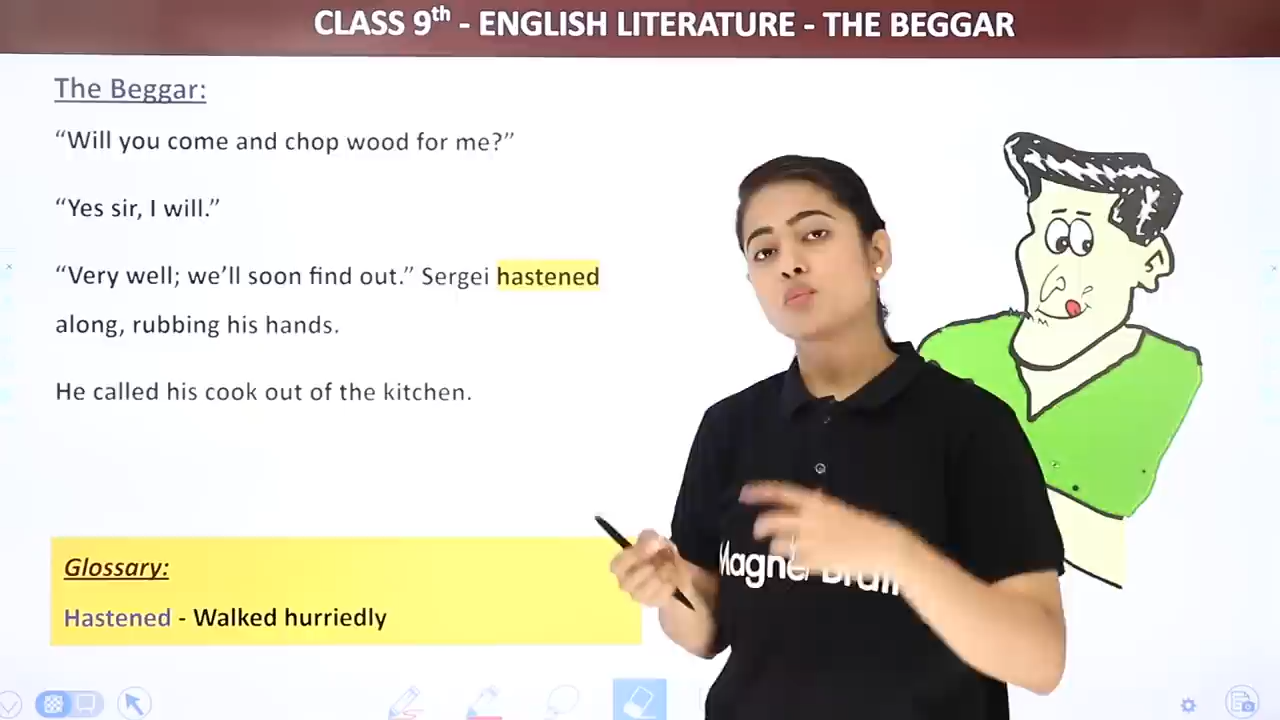 CLASS 9th - ENGLISH LITERATURE - THE BEGGAR
The Beggar:
“Will you come and chop wood for me?”
“Yes sir, I will.”
“Very well; we’ll soon find out.” Sergei hastened
along, rubbing his hands.
He called his cook out of the kitchen.
Glossary:
Hastened - Walked hurriedly